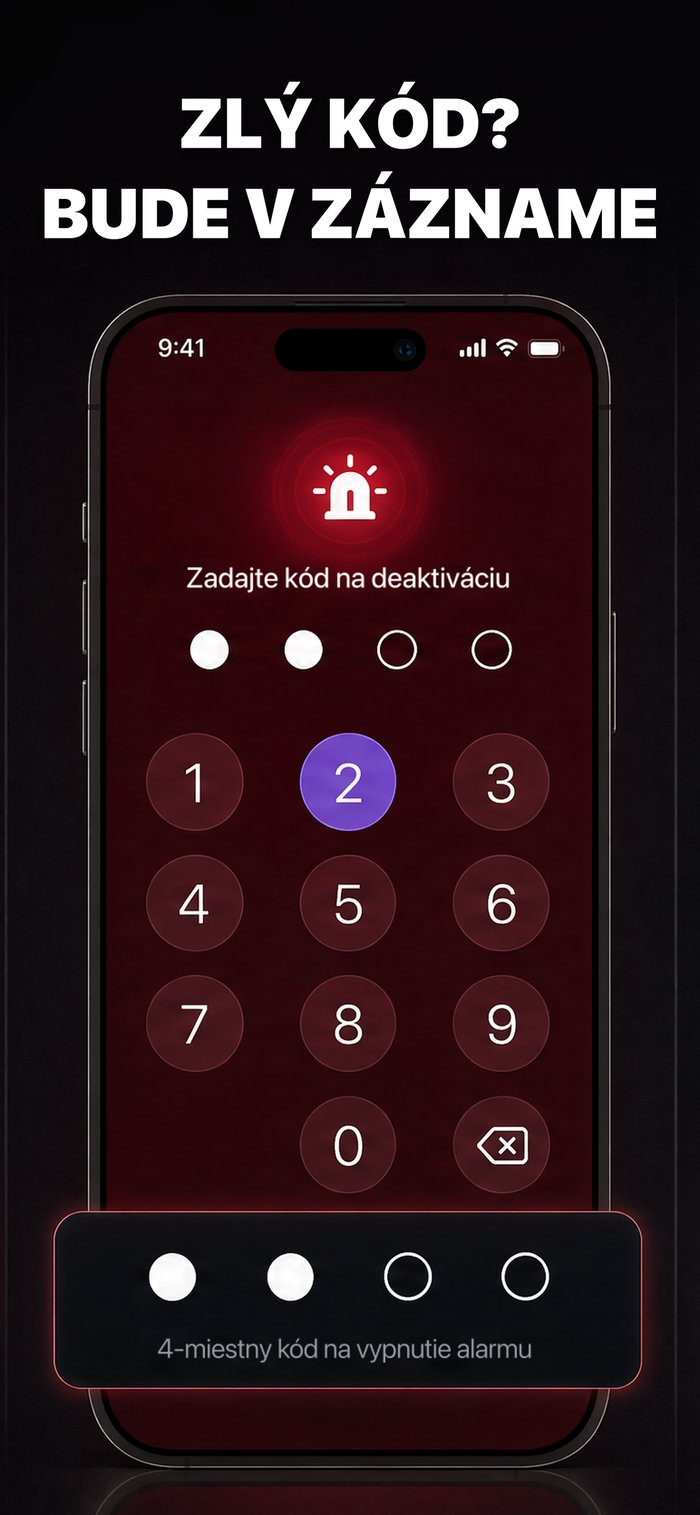 ZLÝ KÓD?
BUDE V ZÁZNAME
9:41
Zadajte kód na deaktiváciu
1 2 3
4 5 6
7 8 9
0
4-miestny kód na vypnutie alarmu